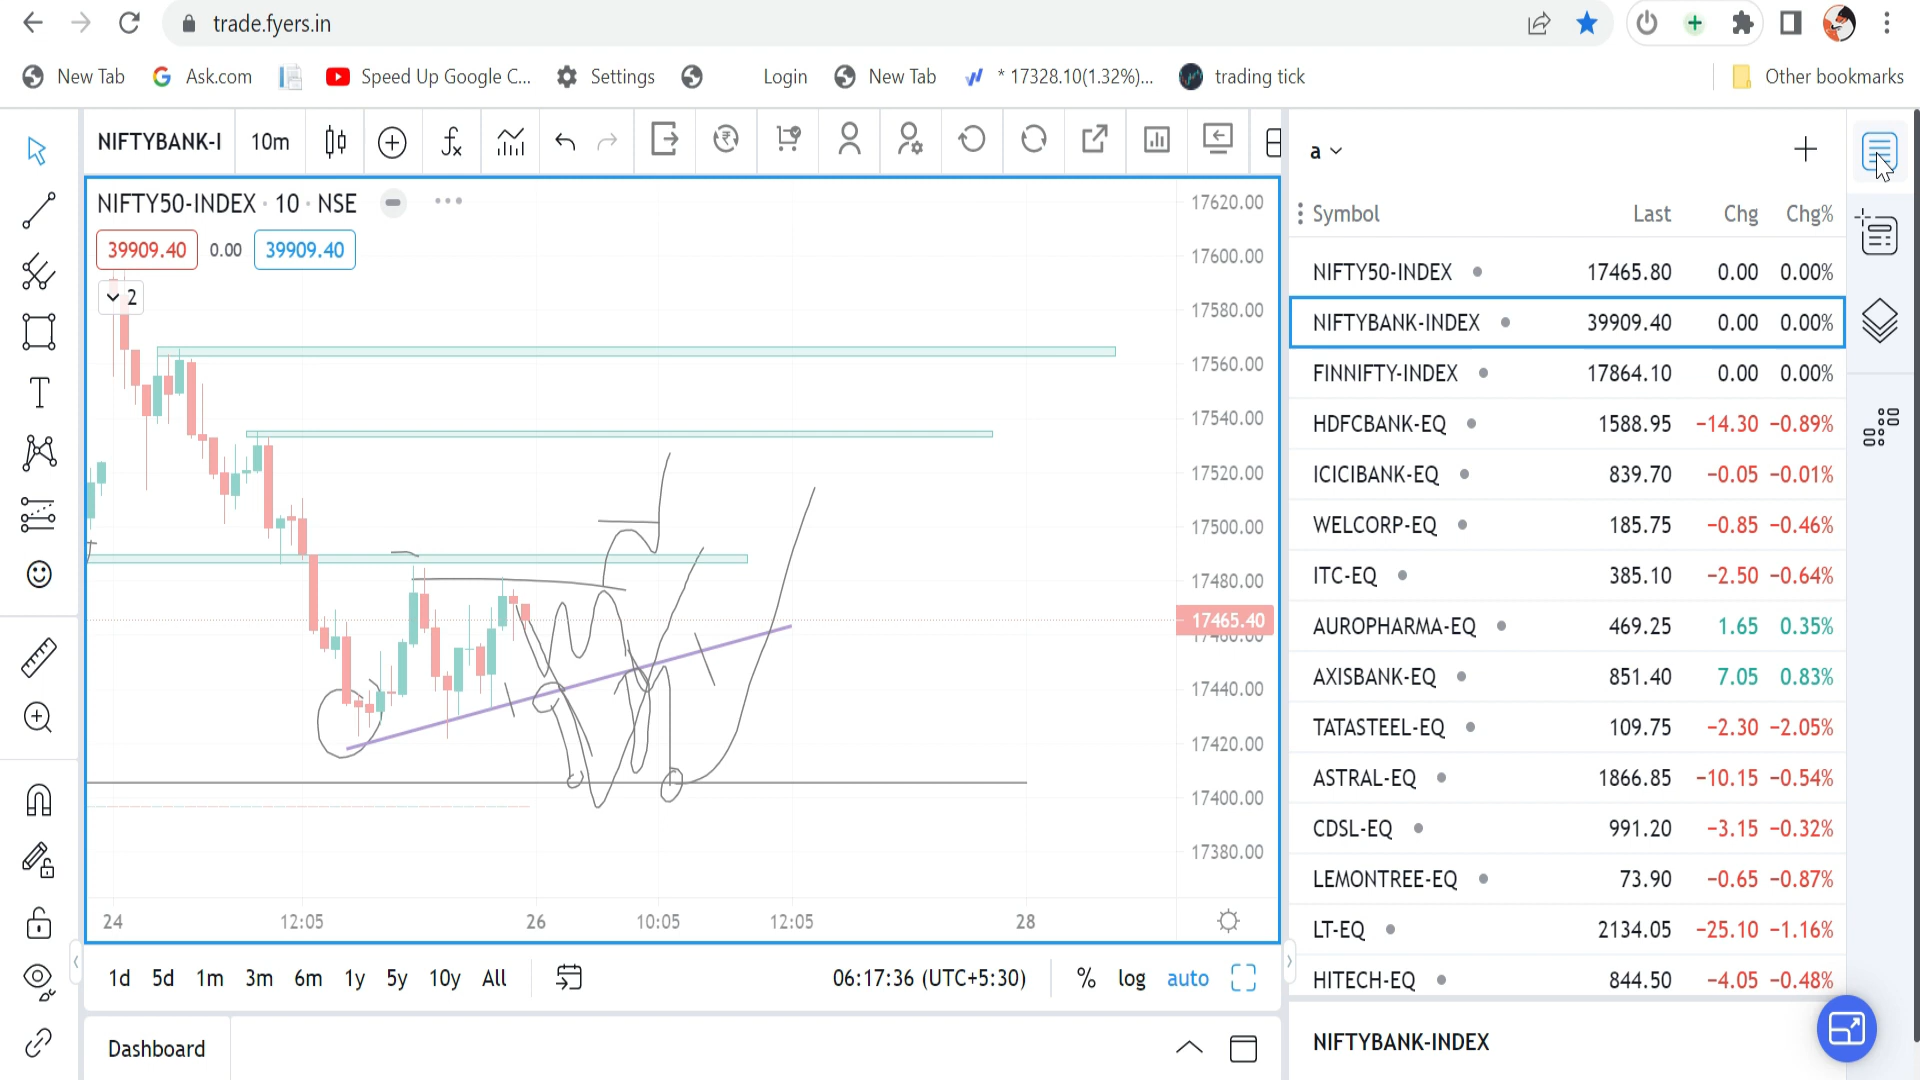 trade.fyers.in
New Tab Ask.com Speed Up Google C... Settings Login New Tab * 17328.10(1.32%)... trading tick Other bookmarks
NIFTYBANK-I 10m
NIFTY50-INDEX · 10 · NSE
39909.40 0.00 39909.40
2
17620.00
17600.00
17580.00
17560.00
17540.00
17520.00
17500.00
17480.00
17465.40
17460.00
17440.00
17420.00
17400.00
17380.00
24 12:05 26 10:05 12:05 28
1d 5d 1m 3m 6m 1y 5y 10y All 06:17:36 (UTC+5:30) % log auto
Dashboard
a
Symbol Last Chg Chg%
NIFTY50-INDEX 17465.80 0.00 0.00%
NIFTYBANK-INDEX 39909.40 0.00 0.00%
FINNIFTY-INDEX 17864.10 0.00 0.00%
HDFCBANK-EQ 1588.95 −14.30 −0.89%
ICICIBANK-EQ 839.70 −0.05 −0.01%
WELCORP-EQ 185.75 −0.85 −0.46%
ITC-EQ 385.10 −2.50 −0.64%
AUROPHARMA-EQ 469.25 1.65 0.35%
AXISBANK-EQ 851.40 7.05 0.83%
TATASTEEL-EQ 109.75 −2.30 −2.05%
ASTRAL-EQ 1866.85 −10.15 −0.54%
CDSL-EQ 991.20 −3.15 −0.32%
LEMONTREE-EQ 73.90 −0.65 −0.87%
LT-EQ 2134.05 −25.10 −1.16%
HITECH-EQ 844.50 −4.05 −0.48%
NIFTYBANK-INDEX